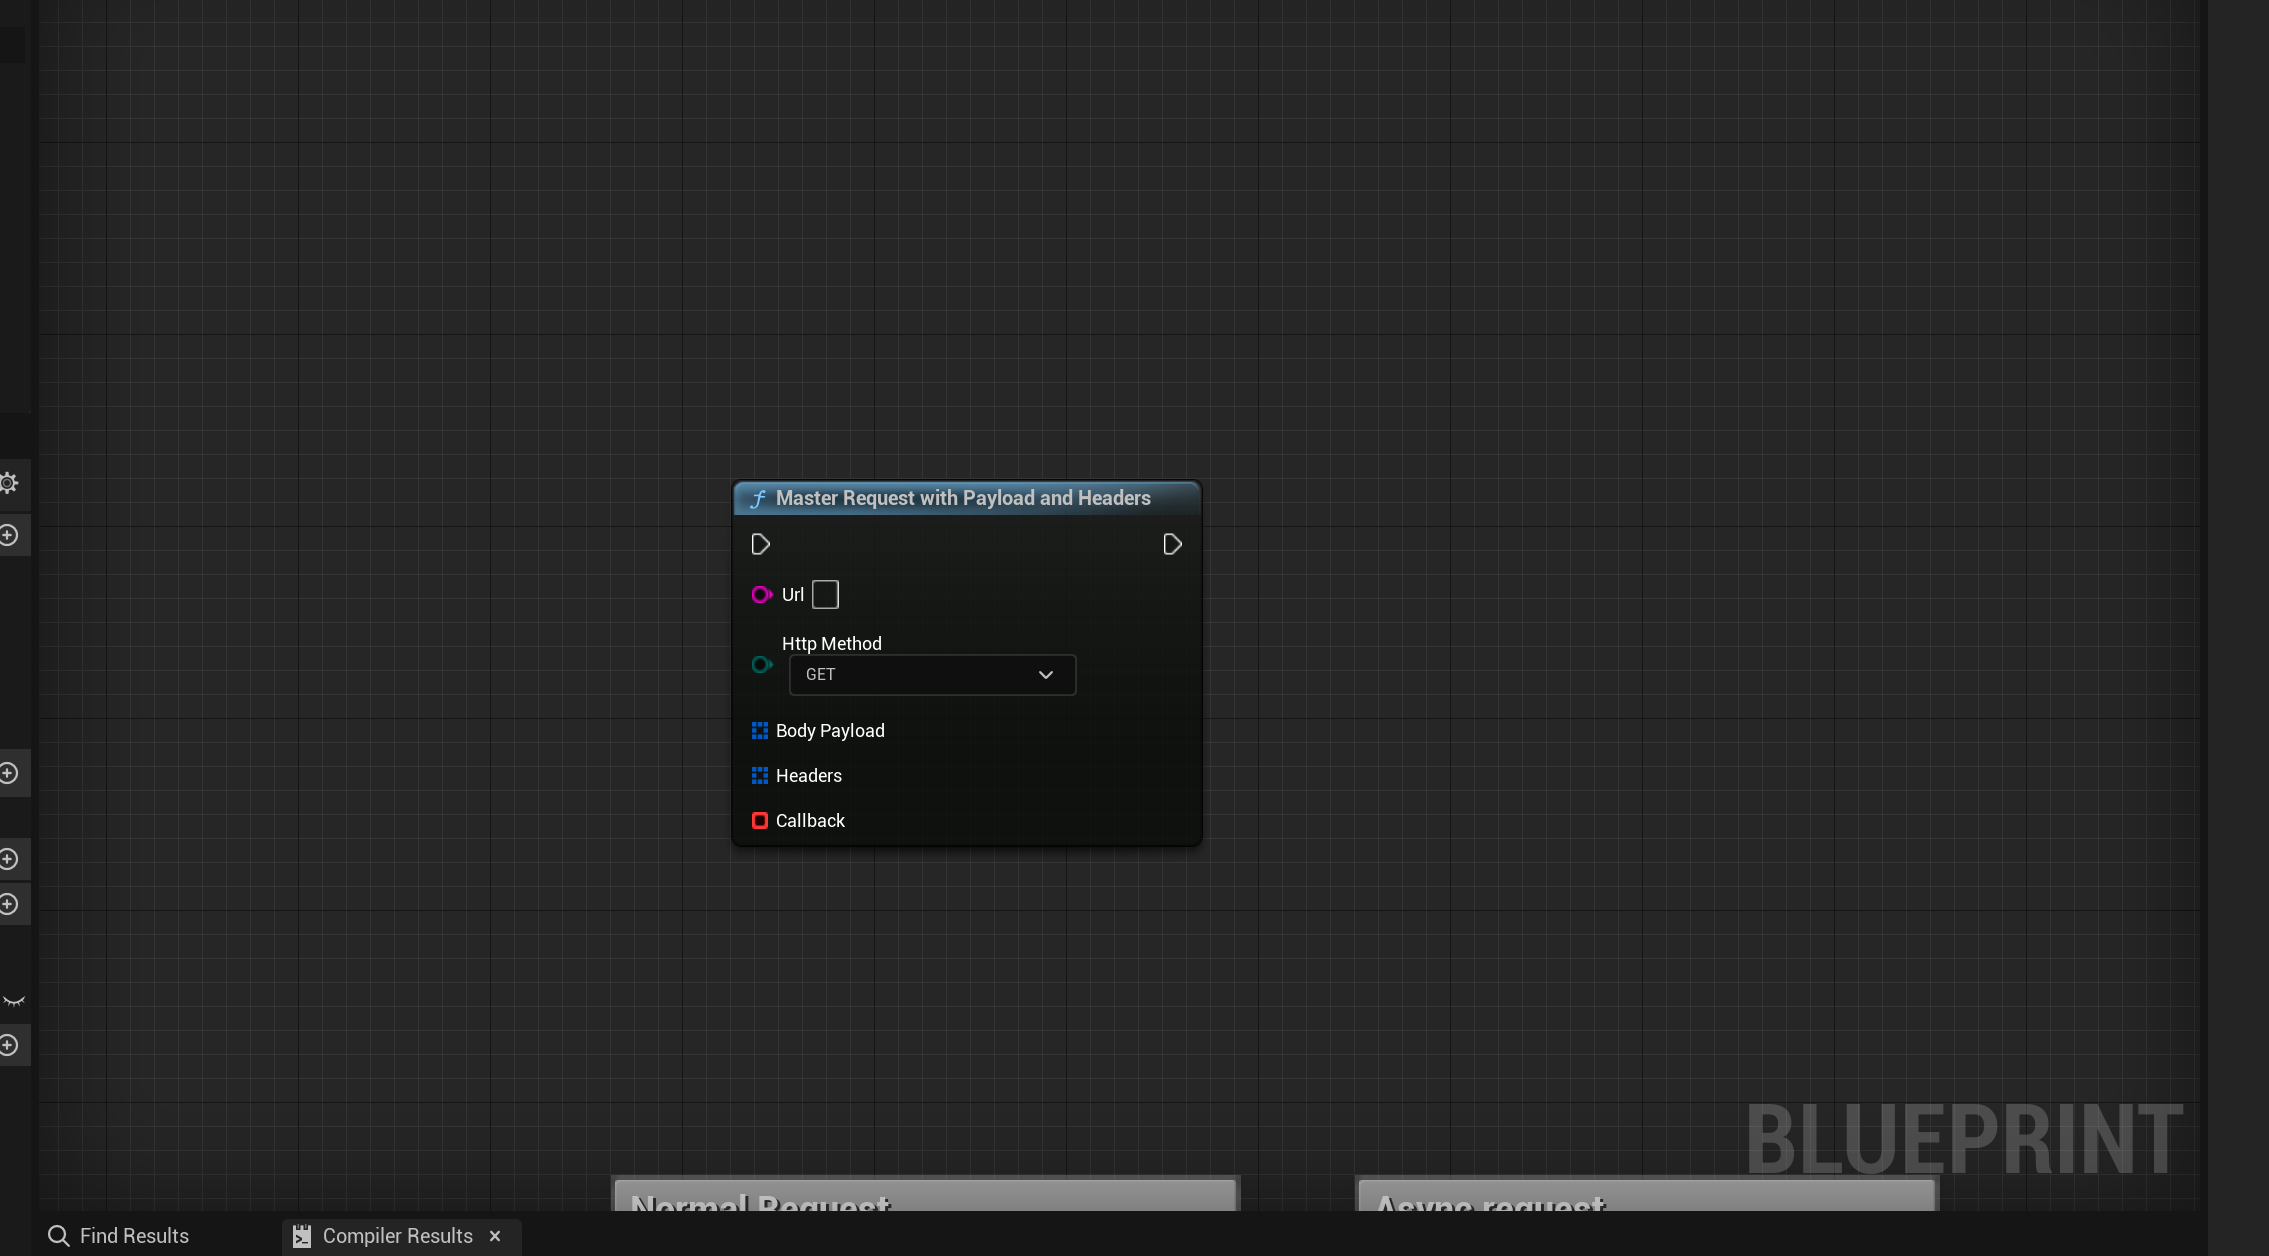 Master Request with Payload and Headers
Url
Http Method
GET
Body Payload
Headers
Callback
BLUEPRINT
Normal Request
Async request
Find Results
Compiler Results